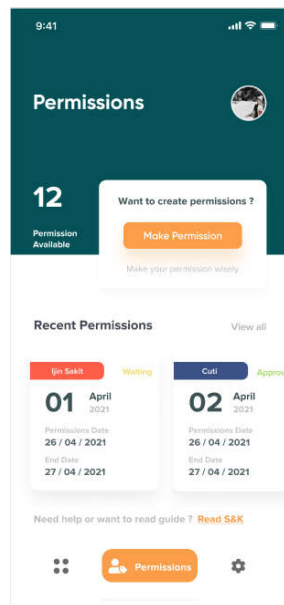 9:41
Permissions
12
Permission
Available
Want to create permissions ?
Make Permission
Make your permission wisely
Recent Permissions
View all
Ijin Sakit
Waiting
01
April
2021
Permissions Date
26 / 04 / 2021
End Date
27 / 04 / 2021
Cuti
Approv
02
April
2021
Permissions Date
26 / 04 / 2021
End Date
27 / 04 / 2021
Need help or want to read guide ? Read S&K
Permissions